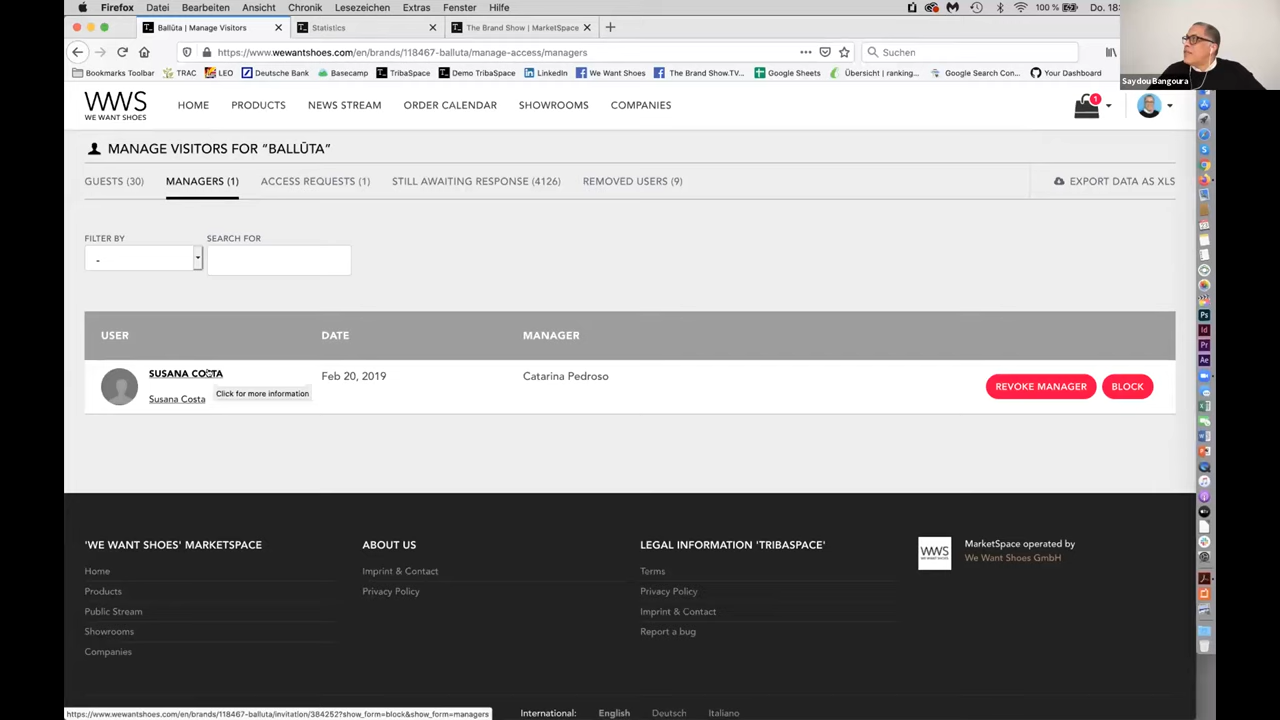 Firefox Datei Bearbeiten Ansicht Chronik Lesezeichen Extras Fenster Hilfe 100 %
Ballūta | Manage Visitors Statistics The Brand Show | MarketSpace
https://www.wewantshoes.com/en/brands/118467-balluta/manage-access/managers Suchen
Bookmarks Toolbar TRAC LEO Deutsche Bank Basecamp TribaSpace Demo TribaSpace LinkedIn We Want Shoes The Brand Show.TV... Google Sheets Übersicht | ranking... Google Search Con... Your Dashboard
Saydou Bangoura
WWS
WE WANT SHOES
HOME PRODUCTS NEWS STREAM ORDER CALENDAR SHOWROOMS COMPANIES 1
MANAGE VISITORS FOR “BALLŪTA”
GUESTS (30) MANAGERS (1) ACCESS REQUESTS (1) STILL AWAITING RESPONSE (4126) REMOVED USERS (9) EXPORT DATA AS XLS
FILTER BY SEARCH FOR
-
USER DATE MANAGER
SUSANA COSTA Feb 20, 2019 Catarina Pedroso REVOKE MANAGER BLOCK
Click for more information
Susana Costa
'WE WANT SHOES' MARKETSPACE
Home
Products
Public Stream
Showrooms
Companies
ABOUT US
Imprint & Contact
Privacy Policy
LEGAL INFORMATION 'TRIBASPACE'
Terms
Privacy Policy
Imprint & Contact
Report a bug
WWS
MarketSpace operated by
We Want Shoes GmbH
https://www.wewantshoes.com/en/brands/118467-balluta/invitation/384252?show_form=block&show_form=managers
International: English Deutsch Italiano